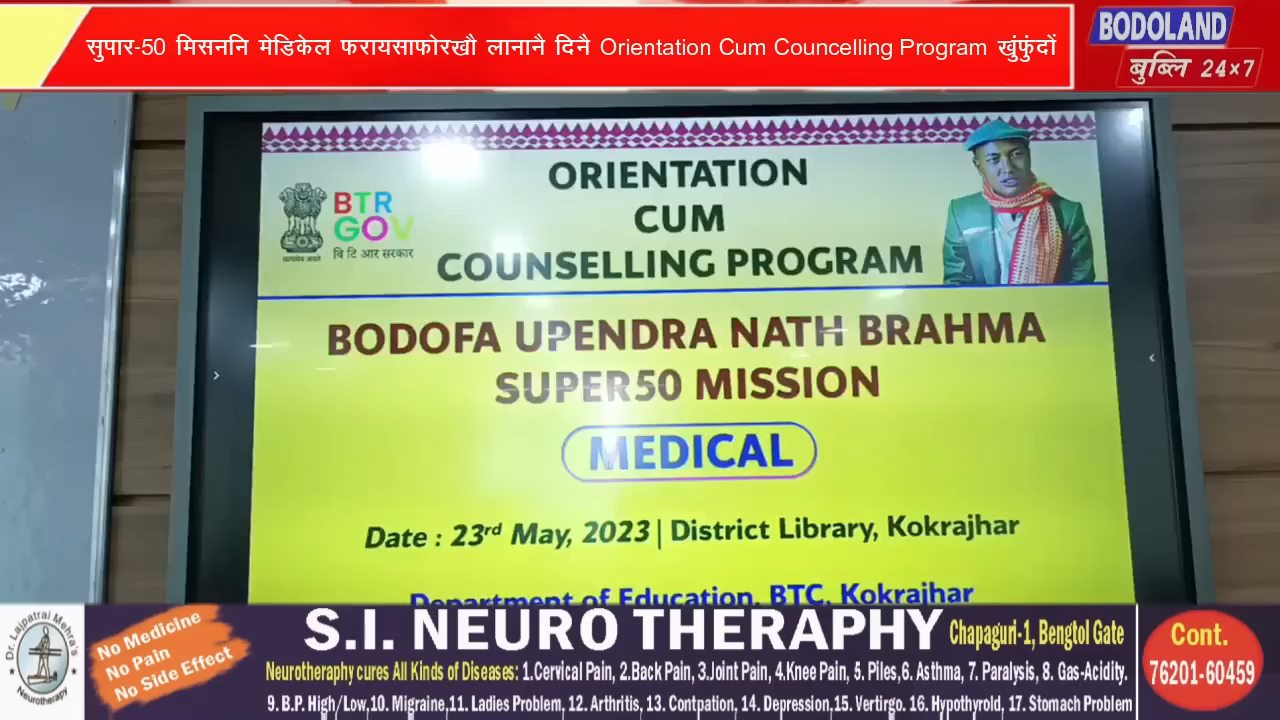 सुपार-50 मिसननि मेडिकेल फरायसाफोरखौ लानानै दिनै Orientation Cum Councelling Program खुंफुंदों
BODOLAND
बुब्लि 24×7
ORIENTATION
CUM
COUNSELLING PROGRAM
BTR
GOV
सत्यमेव जयते
बि टि आर सरकार
BODOFA UPENDRA NATH BRAHMA
SUPER50 MISSION
MEDICAL
Date : 23rd May, 2023 | District Library, Kokrajhar
Department of Education, BTC, Kokrajhar
Dr. Lajpatrai Mehra's
Neurotherapy
No Medicine
No Pain
No Side Effect
S.I. NEURO THERAPHY Chapaguri-1, Bengtol Gate
Neurotheraphy cures All Kinds of Diseases: 1.Cervical Pain, 2.Back Pain, 3.Joint Pain, 4.Knee Pain, 5. Piles,6. Asthma, 7. Paralysis, 8. Gas-Acidity.
9. B.P. High/Low,10. Migraine,11. Ladies Problem, 12. Arthritis, 13. Contpation, 14. Depression,15. Vertirgo. 16. Hypothyrold, 17. Stomach Problem
Cont.
76201-60459